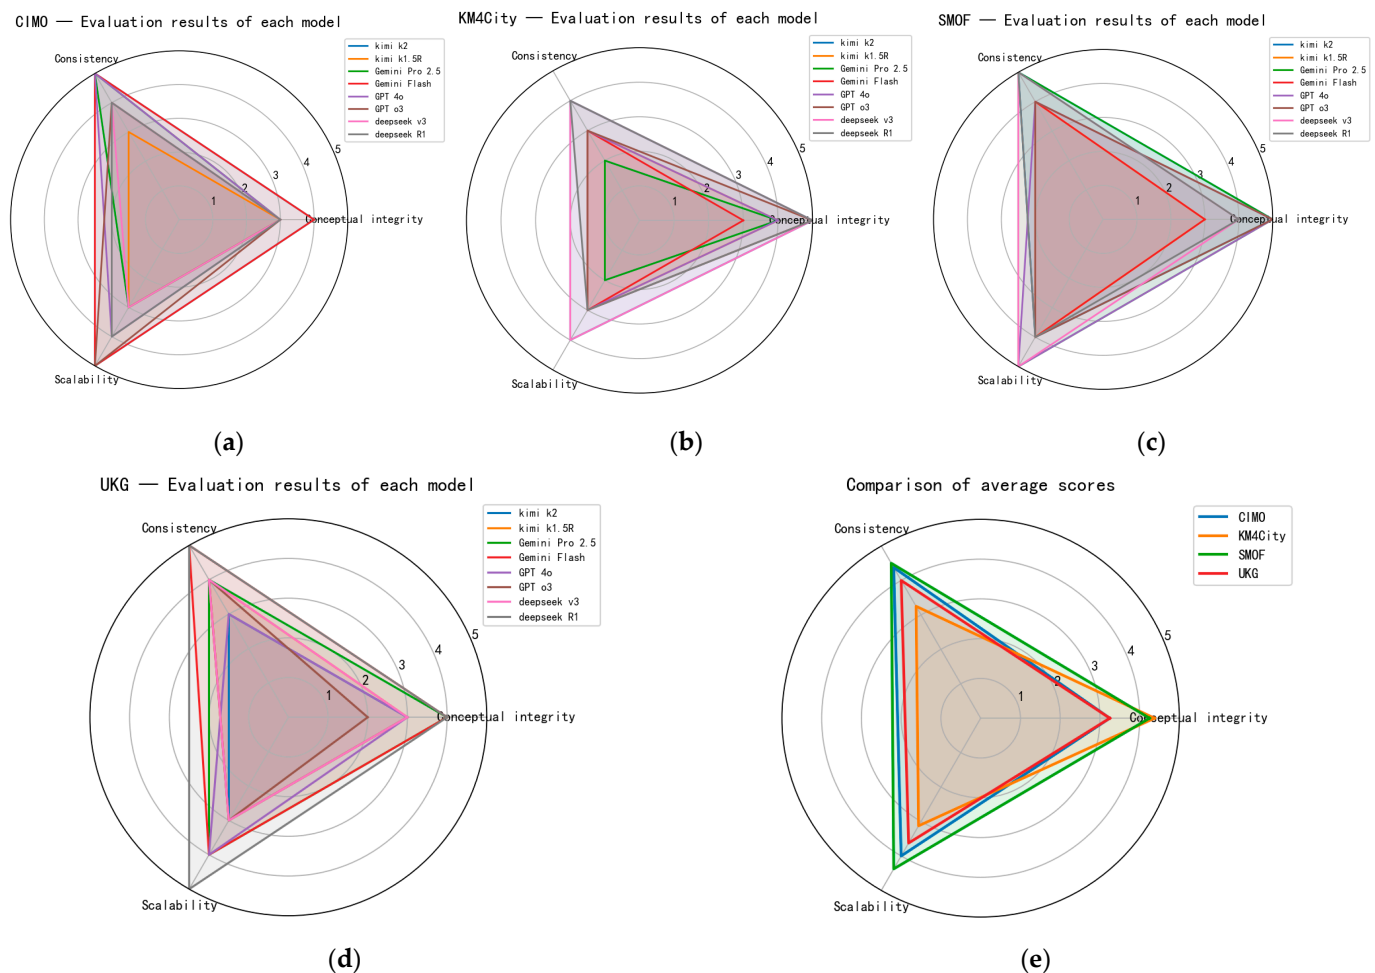 CIMO — Evaluation results of each model
Consistency
kimi k2
kimi k1.5R
Gemini Pro 2.5
Gemini Flash
GPT 4o
GPT o3
deepseek v3
deepseek R1
5
4
3
2
1
Conceptual integrity
Scalability
(a)
KM4City — Evaluation results of each model
Consistency
kimi k2
kimi k1.5R
Gemini Pro 2.5
Gemini Flash
GPT 4o
GPT o3
deepseek v3
deepseek R1
5
4
3
2
1
Conceptual integrity
Scalability
(b)
SMOF — Evaluation results of each model
Consistency
kimi k2
kimi k1.5R
Gemini Pro 2.5
Gemini Flash
GPT 4o
GPT o3
deepseek v3
deepseek R1
5
4
3
2
1
Conceptual integrity
Scalability
(c)
UKG — Evaluation results of each model
Consistency
kimi k2
kimi k1.5R
Gemini Pro 2.5
Gemini Flash
GPT 4o
GPT o3
deepseek v3
deepseek R1
5
4
3
2
1
Conceptual integrity
Scalability
(d)
Comparison of average scores
Consistency
CIMO
KM4City
SMOF
UKG
5
4
3
2
1
Conceptual integrity
Scalability
(e)